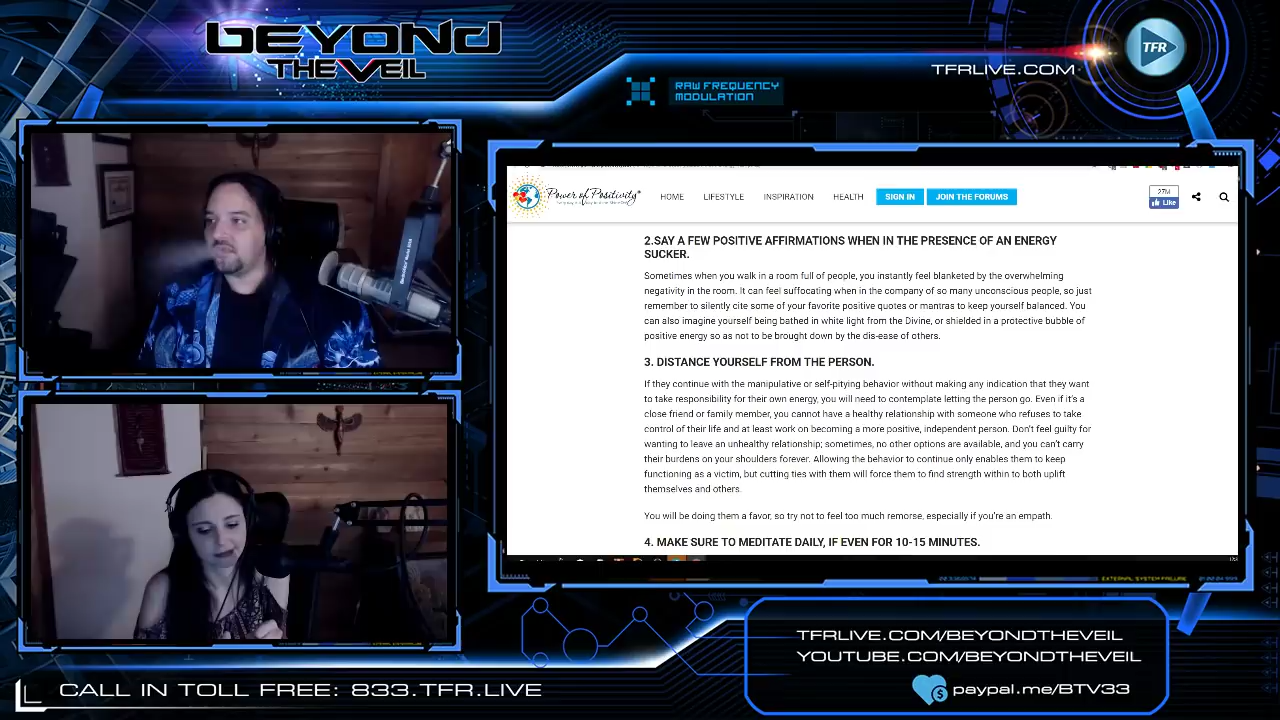 BEYOND
THE VEIL
TFR
TFRLIVE.COM
RAW FREQUENCY
MODULATION
Power of Positivity
HOME LIFESTYLE INSPIRATION HEALTH SIGN IN JOIN THE FORUMS
27M
Like
2.SAY A FEW POSITIVE AFFIRMATIONS WHEN IN THE PRESENCE OF AN ENERGY
SUCKER.
Sometimes when you walk in a room full of people, you instantly feel blanketed by the overwhelming
negativity in the room. It can feel suffocating when in the company of so many unconscious people, so just
remember to silently cite some of your favorite positive quotes or mantras to keep yourself balanced. You
can also imagine yourself being bathed in white light from the Divine, or shielded in a protective bubble of
positive energy so as not to be brought down by the dis-ease of others.
3. DISTANCE YOURSELF FROM THE PERSON.
If they continue with the manipulative or self-pitying behavior without making any indication that they want
to take responsibility for their own energy, you will need to contemplate letting the person go. Even if it's a
close friend or family member, you cannot have a healthy relationship with someone who refuses to take
control of their life and at least work on becoming a more positive, independent person. Don't feel guilty for
wanting to leave an unhealthy relationship; sometimes, no other options are available, and you can't carry
their burdens on your shoulders forever. Allowing the behavior to continue only enables them to keep
functioning as a victim, but cutting ties with them will force them to find strength within to both uplift
themselves and others.
You will be doing them a favor, so try not to feel too much remorse, especially if you're an empath.
4. MAKE SURE TO MEDITATE DAILY, IF EVEN FOR 10-15 MINUTES.
EXTERNAL SYSTEM FAILURE
TFRLIVE.COM/BEYONDTHEVEIL
YOUTUBE.COM/BEYONDTHEVEIL
paypal.me/BTV33
CALL IN TOLL FREE: 833.TFR.LIVE